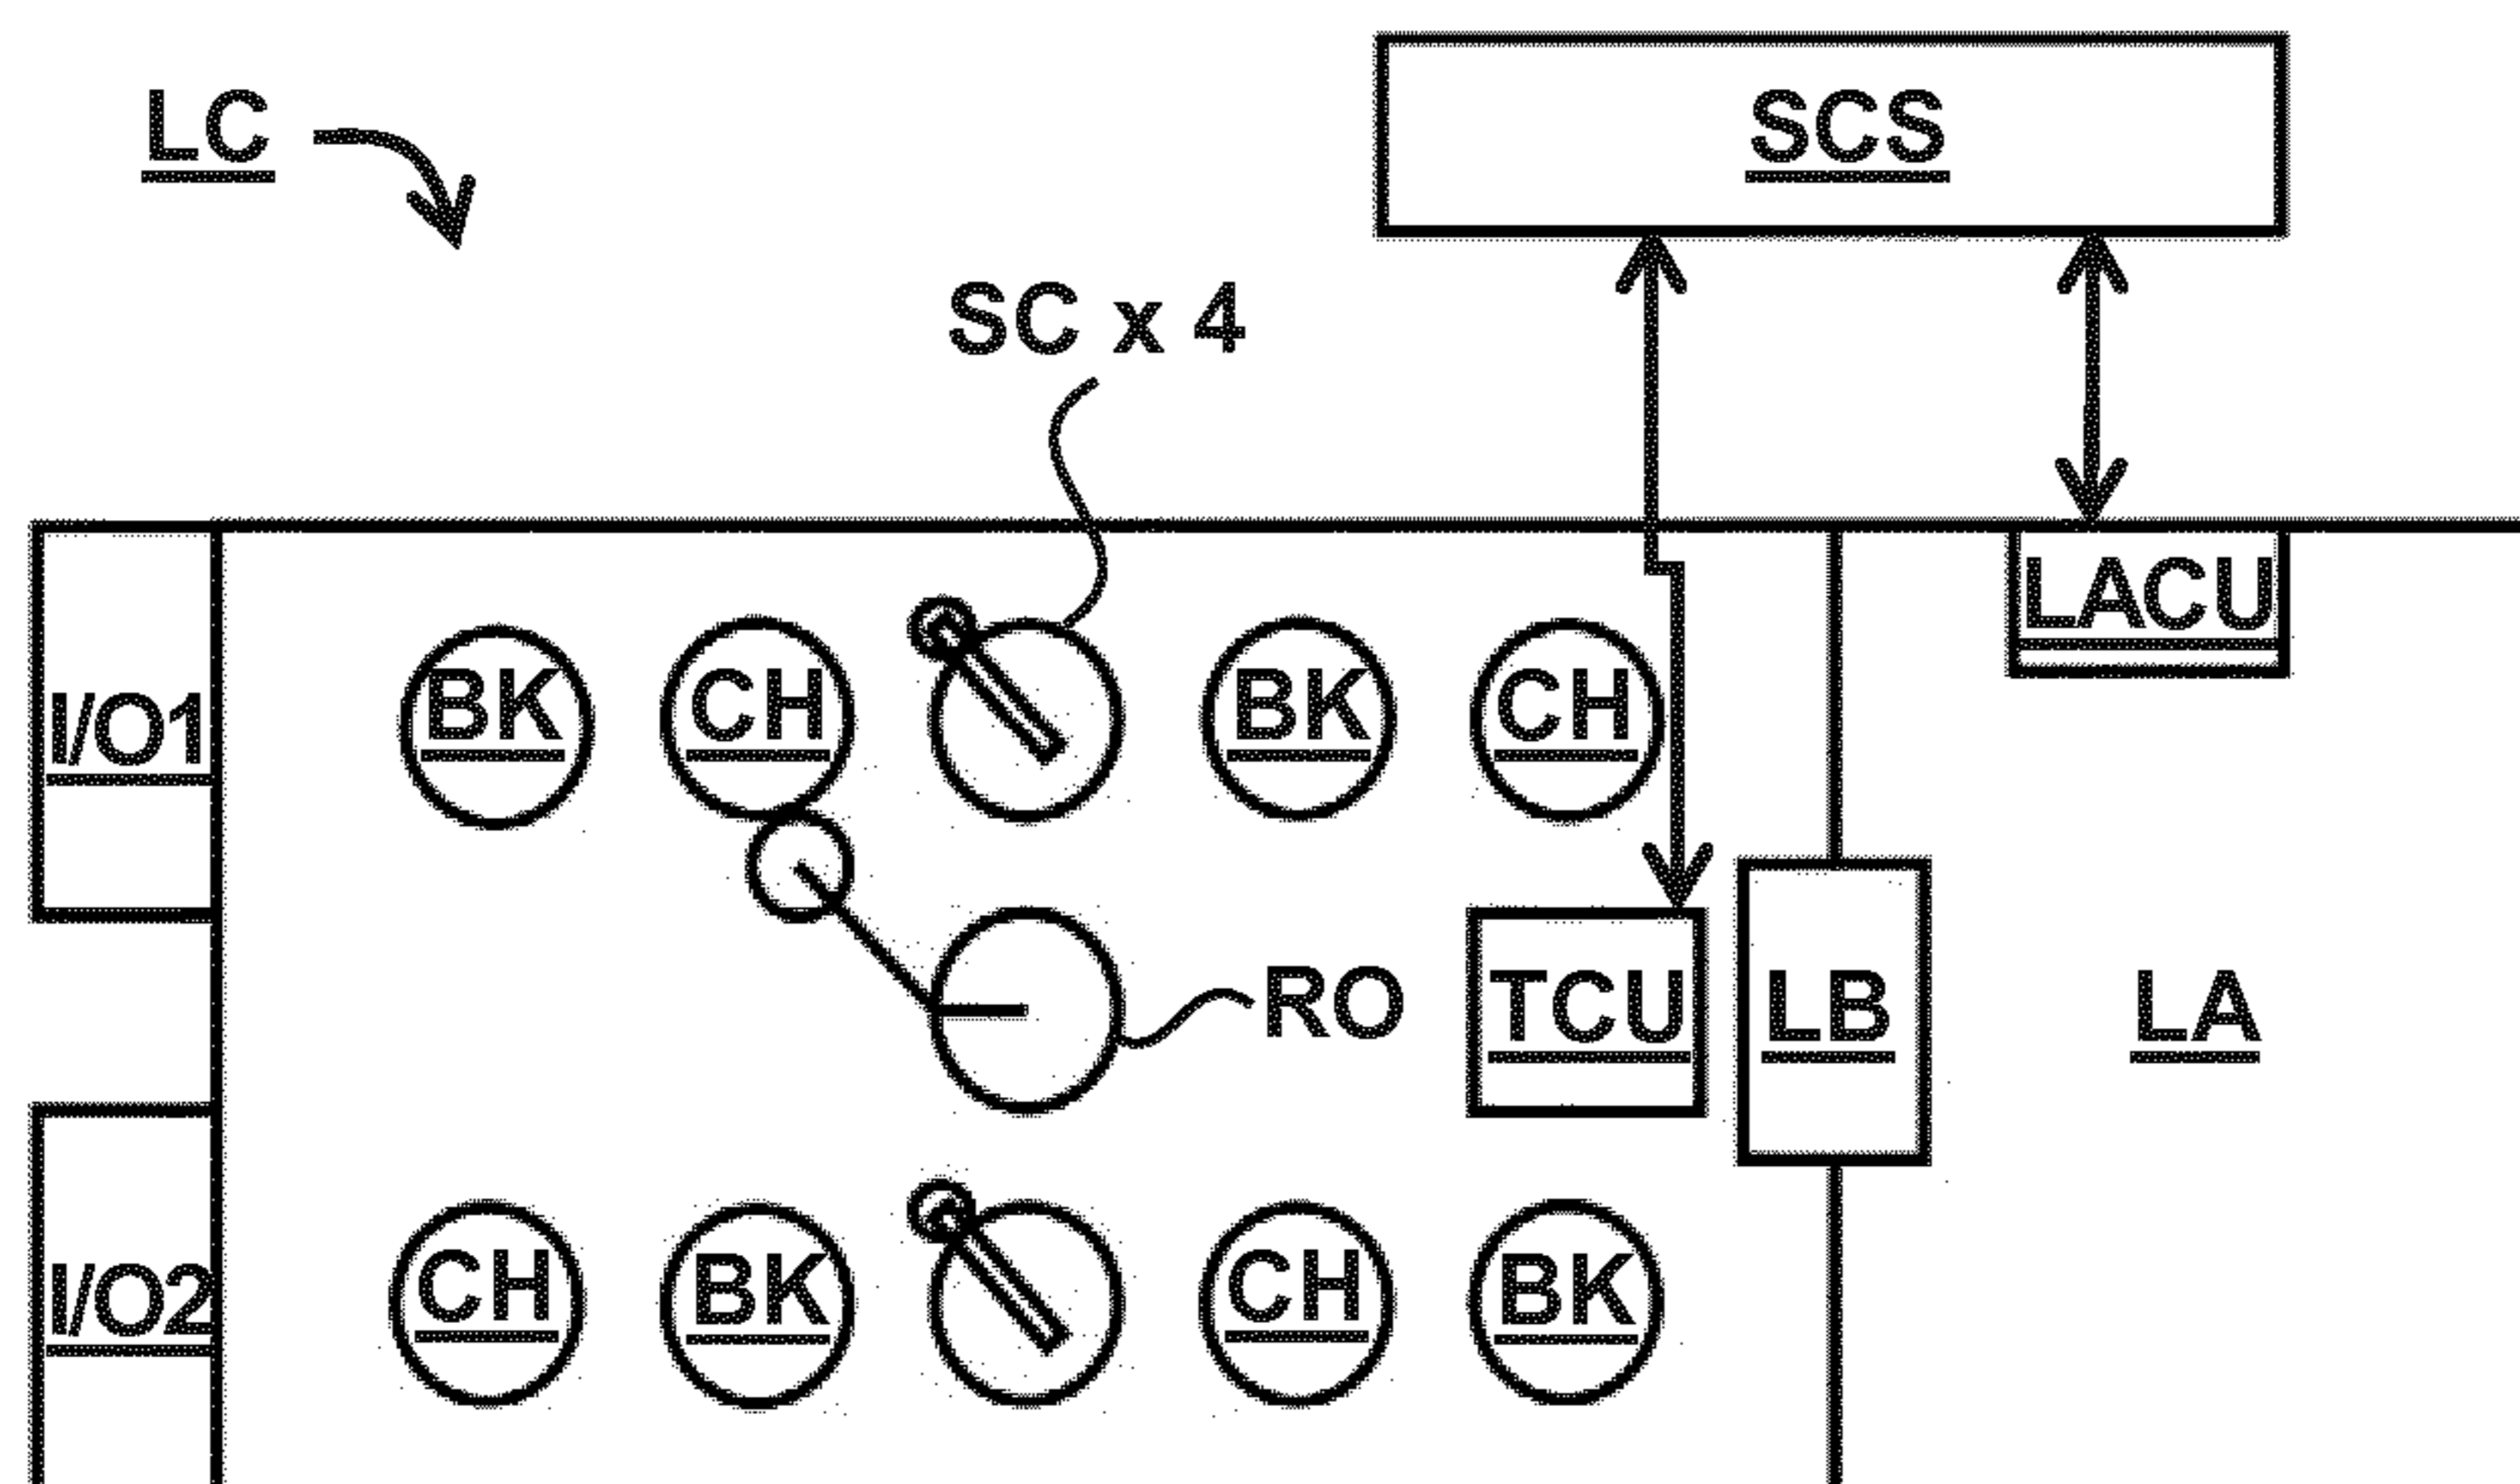 LC
SCS
SC x 4
LACU
I/O1
BK
CH
BK
CH
RO
TCU
LB
LA
I/O2
CH
BK
CH
BK